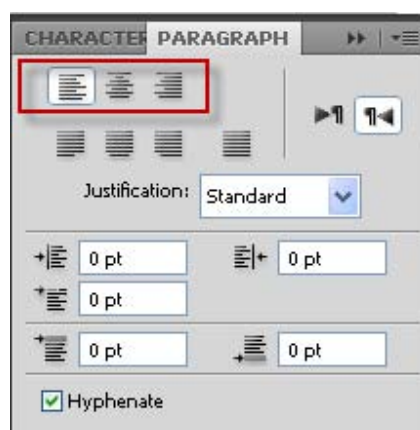 CHARACTER PARAGRAPH
Justification: Standard
0 pt 0 pt
0 pt
0 pt 0 pt
Hyphenate